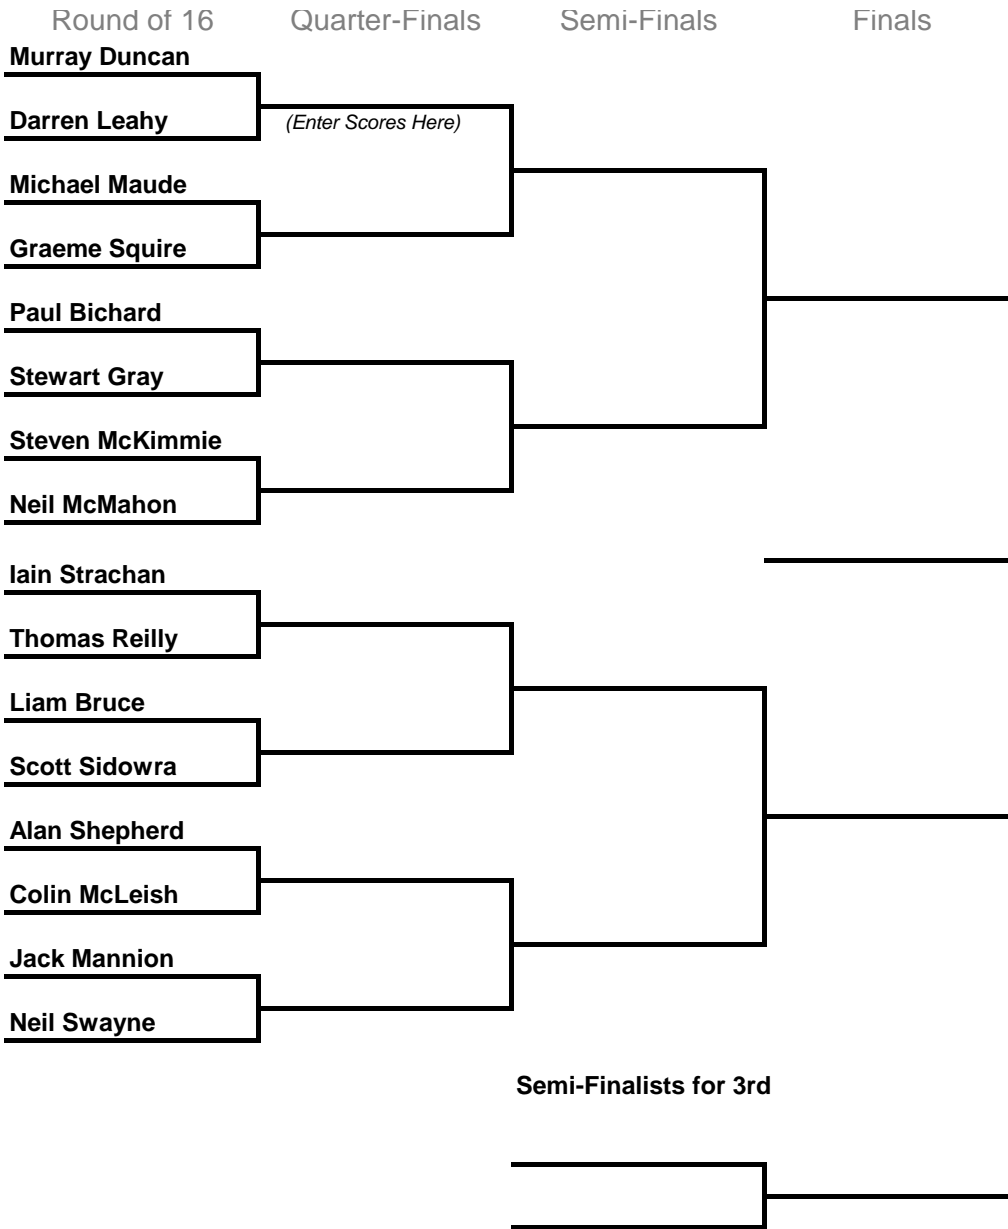 Round of 16 Quarter-Finals Semi-Finals Finals
Murray Duncan
Darren Leahy
(Enter Scores Here)
Michael Maude
Graeme Squire
Paul Bichard
Stewart Gray
Steven McKimmie
Neil McMahon
Iain Strachan
Thomas Reilly
Liam Bruce
Scott Sidowra
Alan Shepherd
Colin McLeish
Jack Mannion
Neil Swayne
Semi-Finalists for 3rd